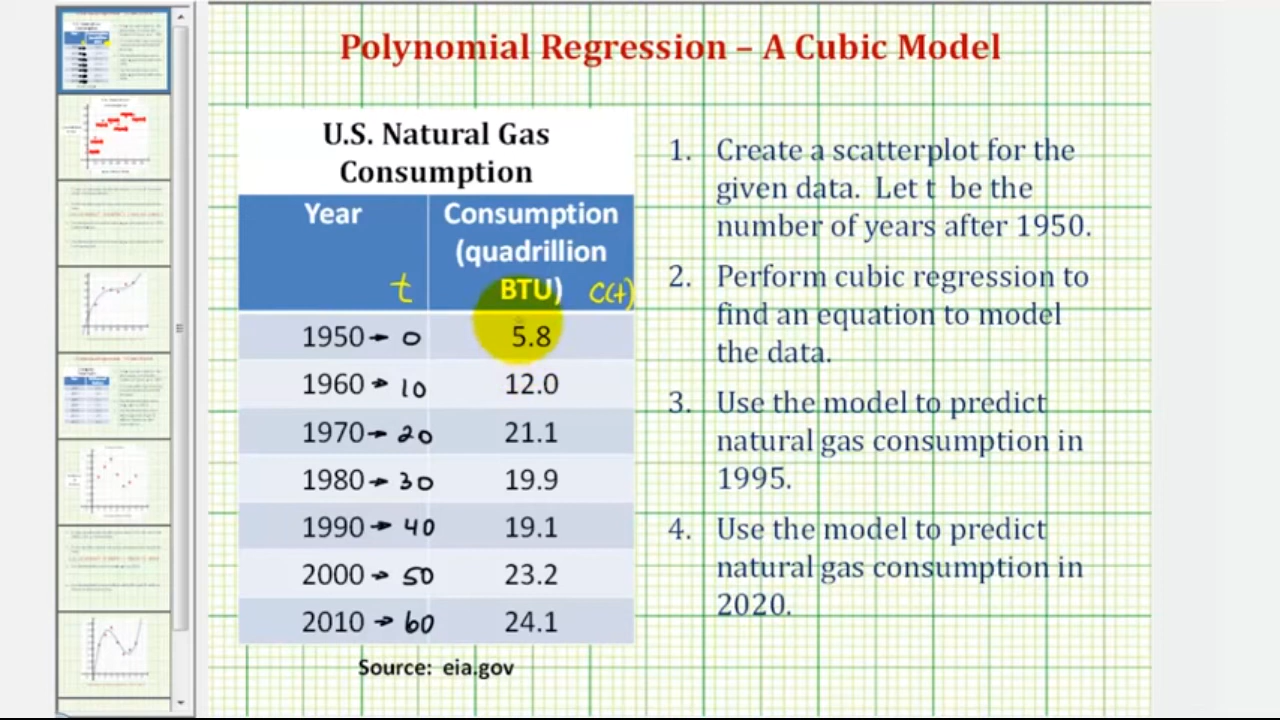 Polynomial Regression – A Cubic Model
U.S. Natural Gas
Consumption
Year
t
Consumption
(quadrillion
BTU) C(t)
1950 → 0 5.8
1960 → 10 12.0
1970 → 20 21.1
1980 → 30 19.9
1990 → 40 19.1
2000 → 50 23.2
2010 → 60 24.1
Source: eia.gov
1. Create a scatterplot for the
given data. Let t be the
number of years after 1950.
2. Perform cubic regression to
find an equation to model
the data.
3. Use the model to predict
natural gas consumption in
1995.
4. Use the model to predict
natural gas consumption in
2020.